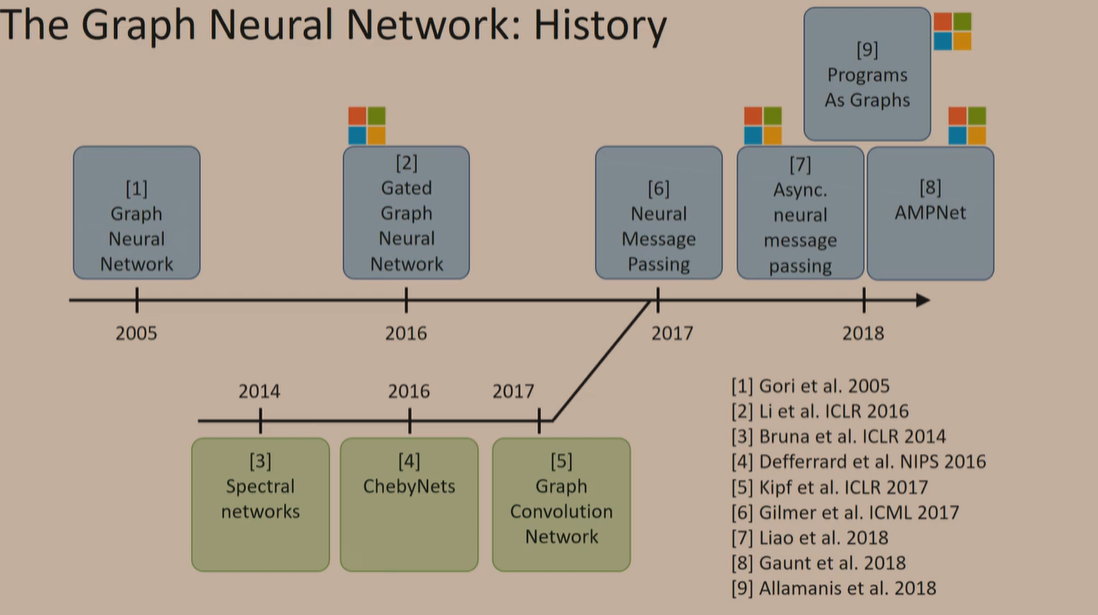 The Graph Neural Network: History
[9]
Programs
As Graphs
[1]
Graph
Neural
Network
[2]
Gated
Graph
Neural
Network
[6]
Neural
Message
Passing
[7]
Async.
neural
message
passing
[8]
AMPNet
2005
2016
2017
2018
2014
2016
2017
[3]
Spectral
networks
[4]
ChebyNets
[5]
Graph
Convolution
Network
[1] Gori et al. 2005
[2] Li et al. ICLR 2016
[3] Bruna et al. ICLR 2014
[4] Defferrard et al. NIPS 2016
[5] Kipf et al. ICLR 2017
[6] Gilmer et al. ICML 2017
[7] Liao et al. 2018
[8] Gaunt et al. 2018
[9] Allamanis et al. 2018